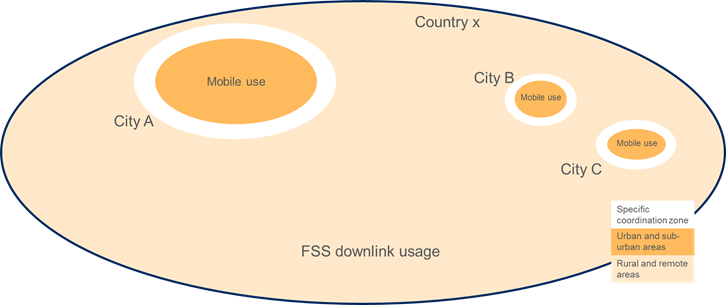 Country x
Mobile use
City A
City B
Mobile use
Mobile use
City C
FSS downlink usage
Specific
coordination zone
Urban and sub-
urban areas
Rural and remote
areas